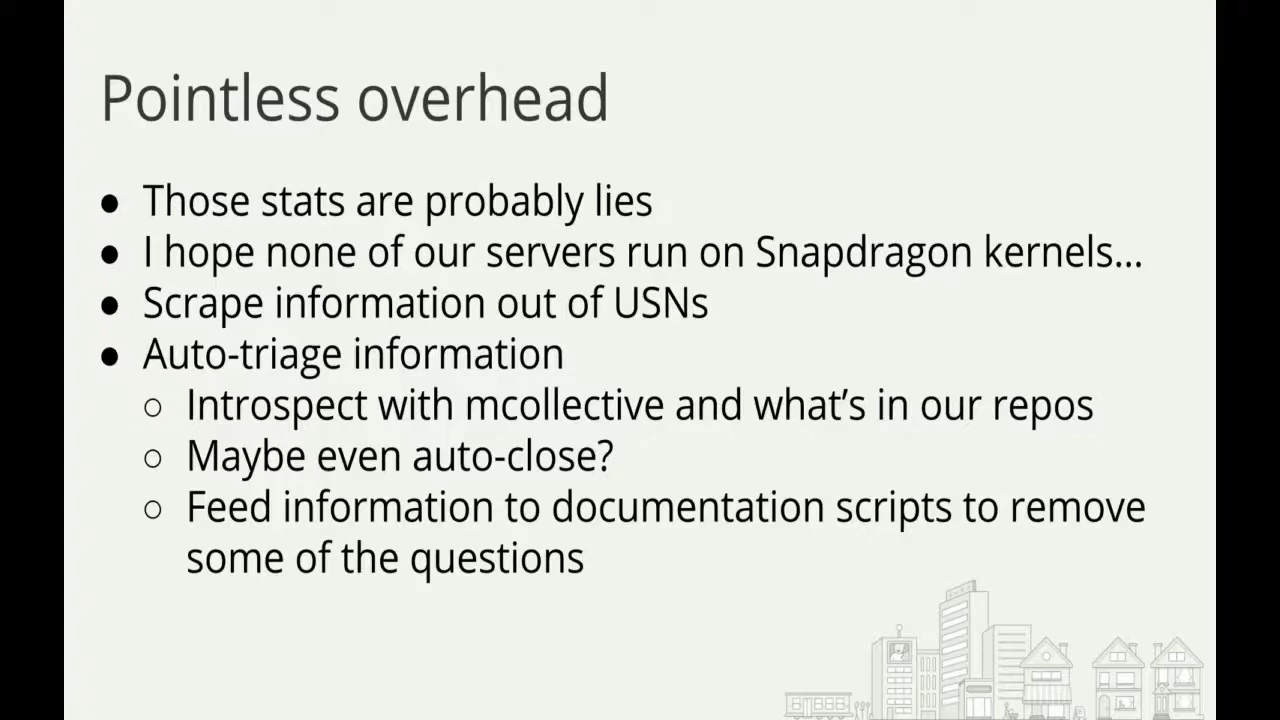 Pointless overhead
● Those stats are probably lies
● I hope none of our servers run on Snapdragon kernels...
● Scrape information out of USNs
● Auto-triage information
○ Introspect with mcollective and what's in our repos
○ Maybe even auto-close?
○ Feed information to documentation scripts to remove
some of the questions